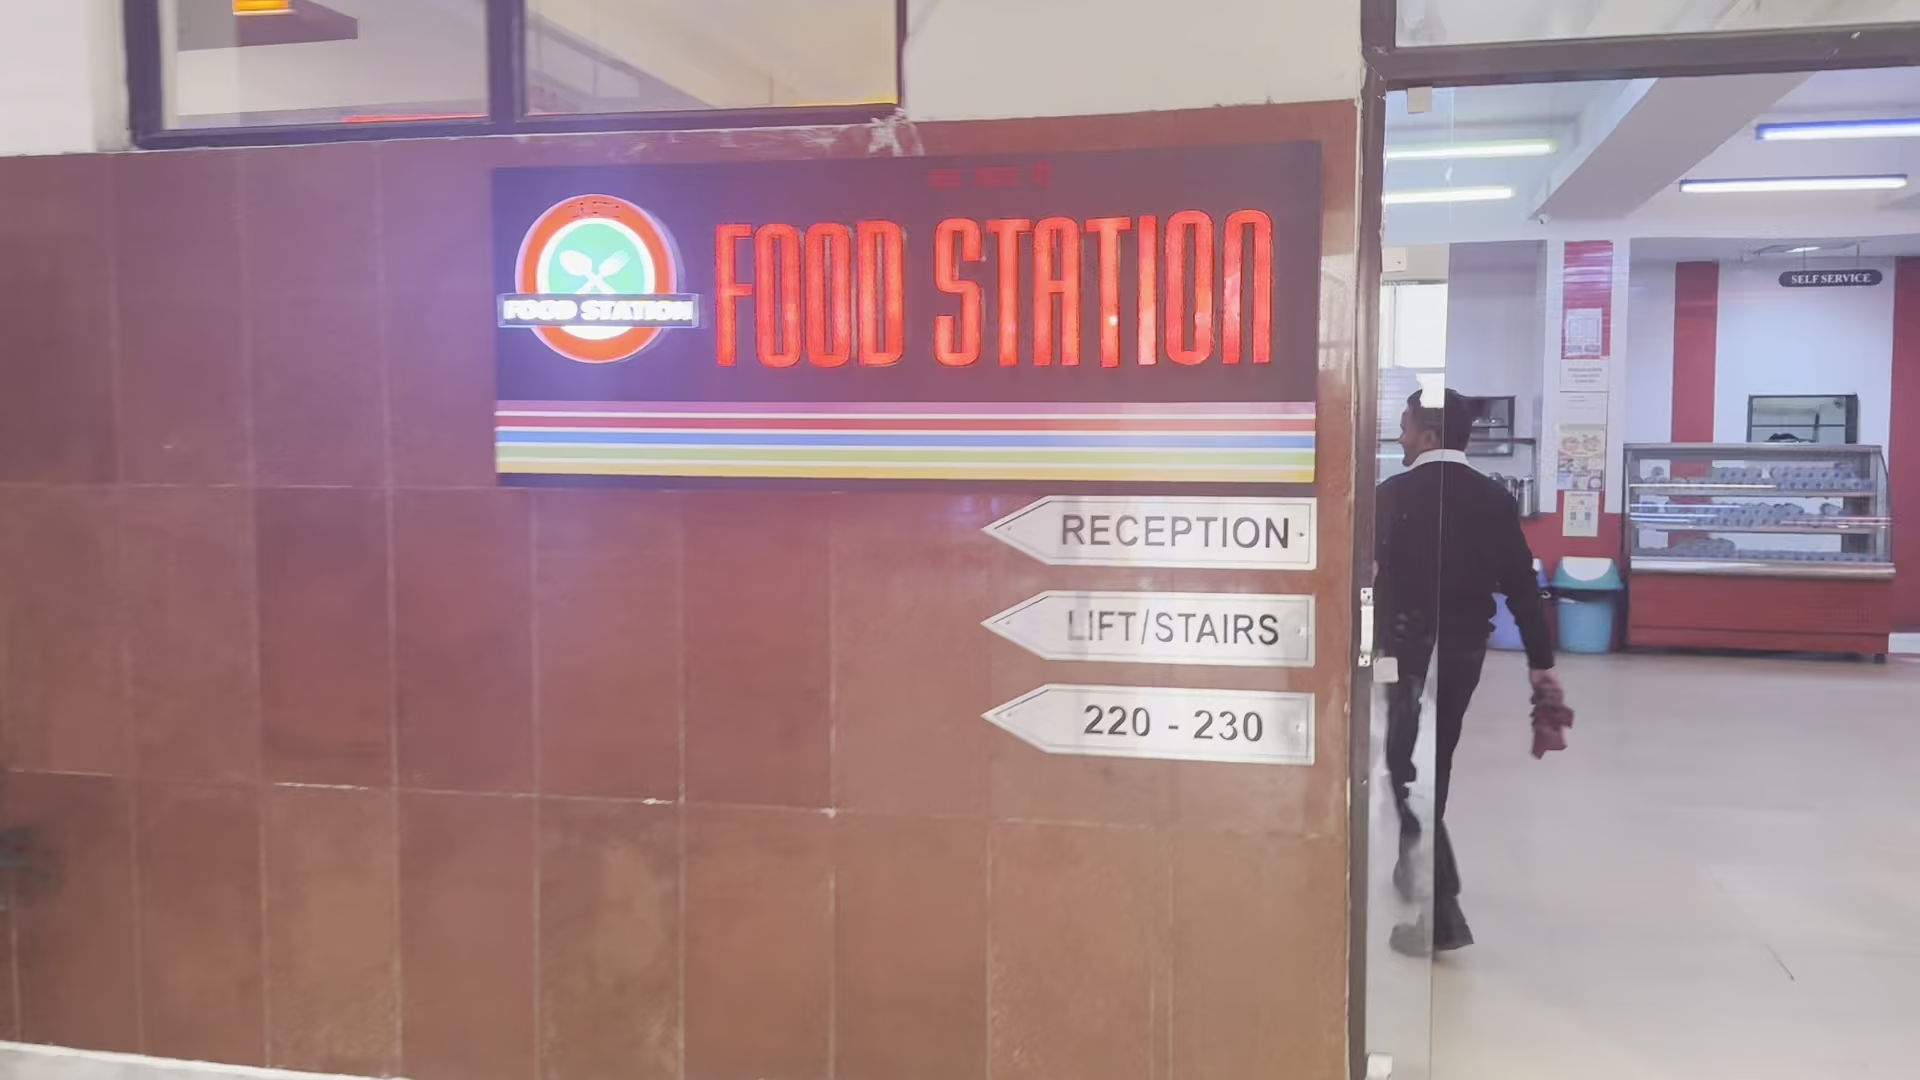 FOOD STATION
FOOD STATION
SELF SERVICE
RECEPTION
LIFT/STAIRS
220 - 230